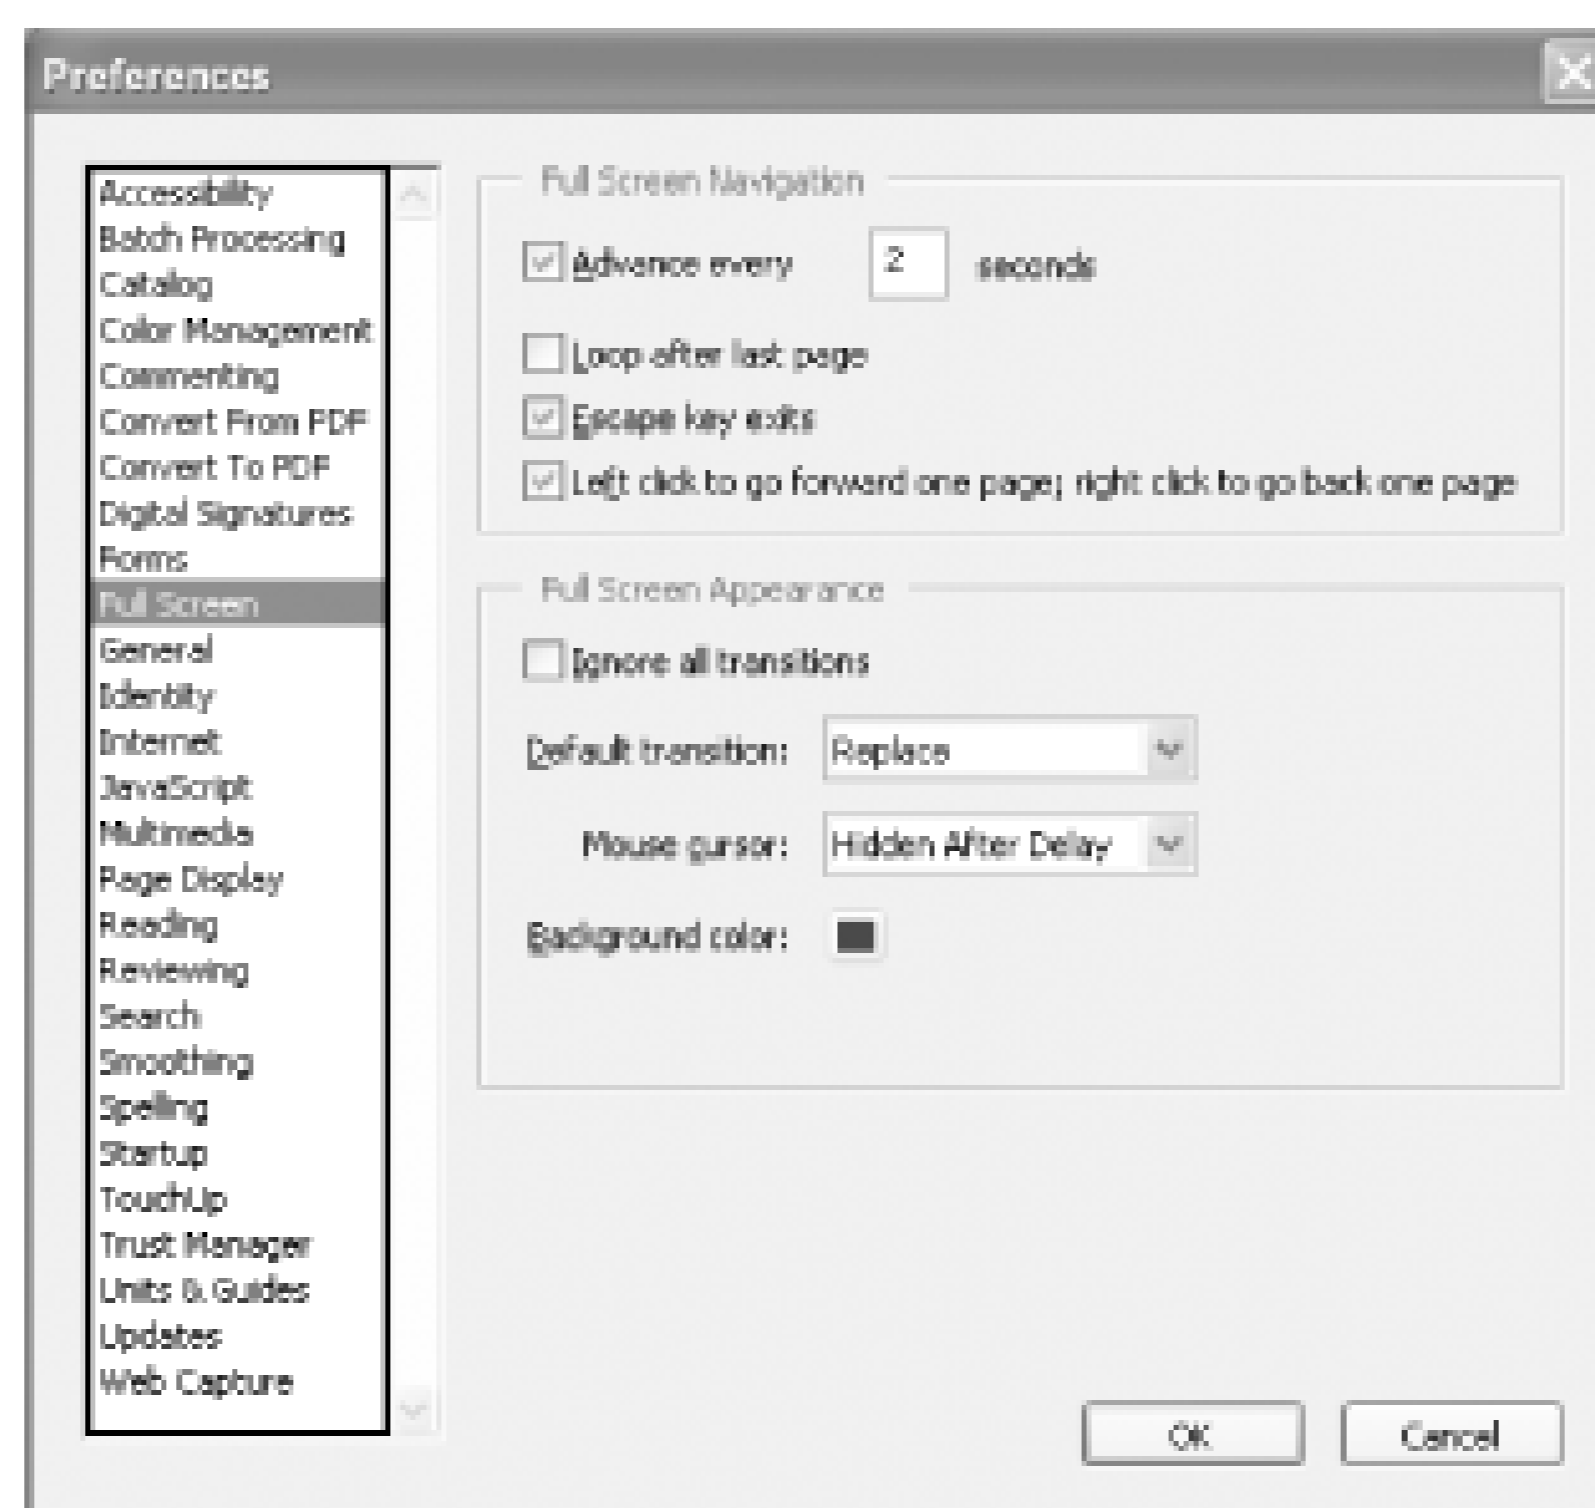 Preferences
Accessibility
Batch Processing
Catalog
Color Management
Commenting
Convert From PDF
Convert To PDF
Digital Signatures
Forms
Full Screen
General
Identity
Internet
JavaScript
Multimedia
Page Display
Reading
Reviewing
Search
Smoothing
Spelling
Startup
TouchUp
Trust Manager
Units & Guides
Updates
Web Capture
Full Screen Navigation
Advance every 2 seconds
Loop after last page
Escape key exits
Left click to go forward one page; right click to go back one page
Full Screen Appearance
Ignore all transitions
Default transition: Replace
Mouse cursor: Hidden After Delay
Background color:
OK Cancel